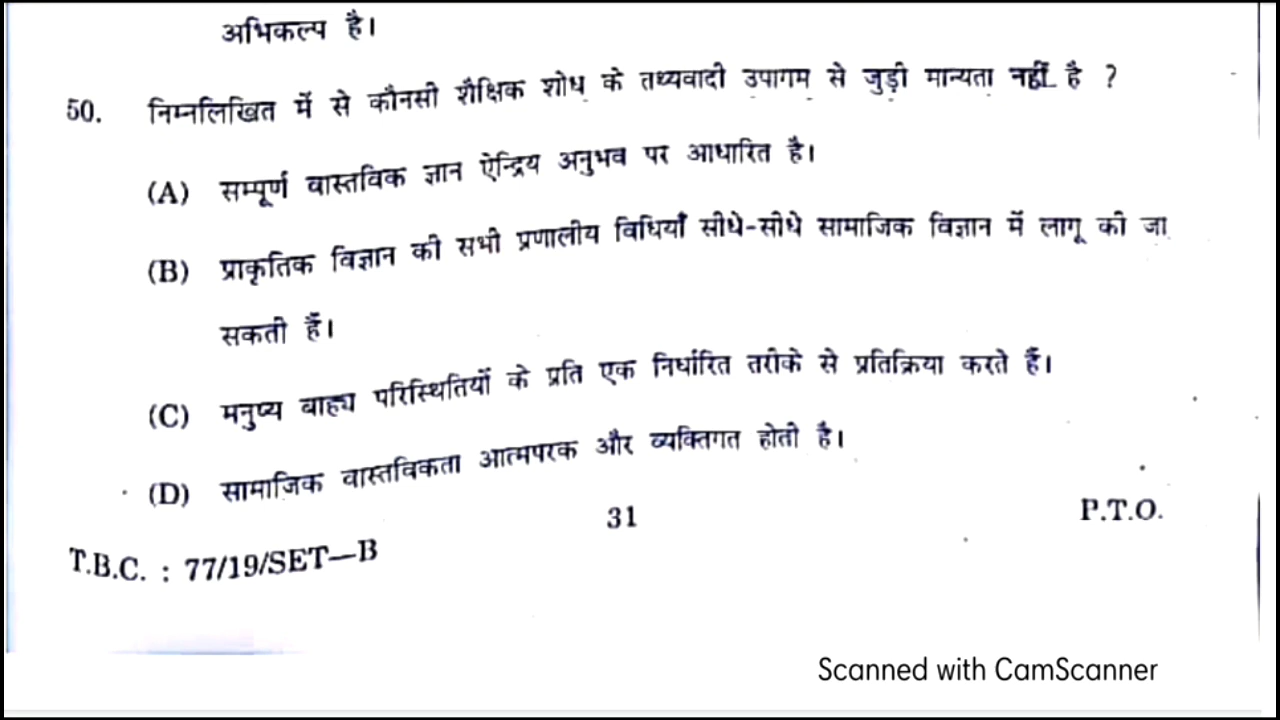 अभिकल्प है।
50. निम्नलिखित में से कौनसी शैक्षिक शोध के तथ्यवादी उपागम से जुड़ी मान्यता नहीं है ?
(A) सम्पूर्ण वास्तविक ज्ञान ऐन्द्रिय अनुभव पर आधारित है।
(B) प्राकृतिक विज्ञान की सभी प्रणालीय विधियाँ सीधे-सीधे सामाजिक विज्ञान में लागू की जा
सकती हैं।
(C) मनुष्य बाह्य परिस्थितियों के प्रति एक निर्धारित तरीके से प्रतिक्रिया करते हैं।
(D) सामाजिक वास्तविकता आत्मपरक और व्यक्तिगत होती है।
31
P.T.O.
T.B.C. : 77/19/SET—B
Scanned with CamScanner